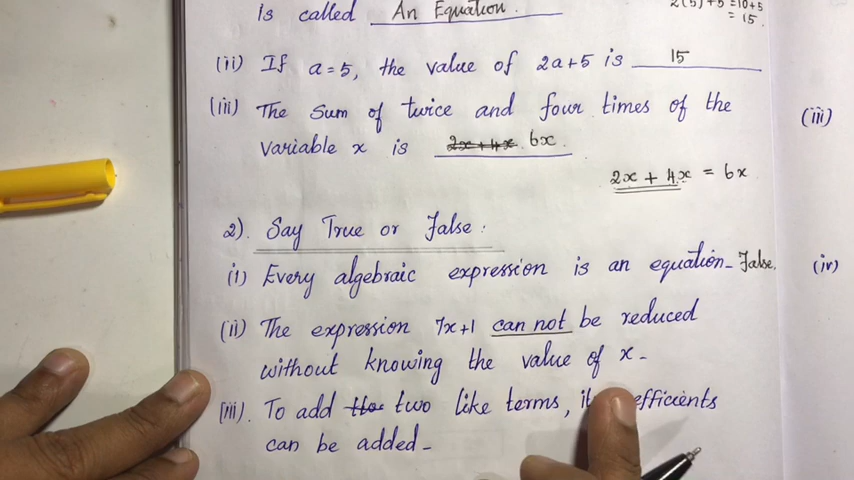 2(5)+5=10+5
= 15.
is called An Equation.
(ii) If a=5, the value of 2a+5 is 15
(iii) The Sum of twice and four times of the
variable x is 2x+4x. 6x.
2x + 4x = 6x
2). Say True or False:
(i) Every algebraic expression is an equation- False.
(ii) The expression 7x+1 can not be reduced
without knowing the value of x-
(iii). To add two like terms, efficients
can be added-
(iii)
(iv)